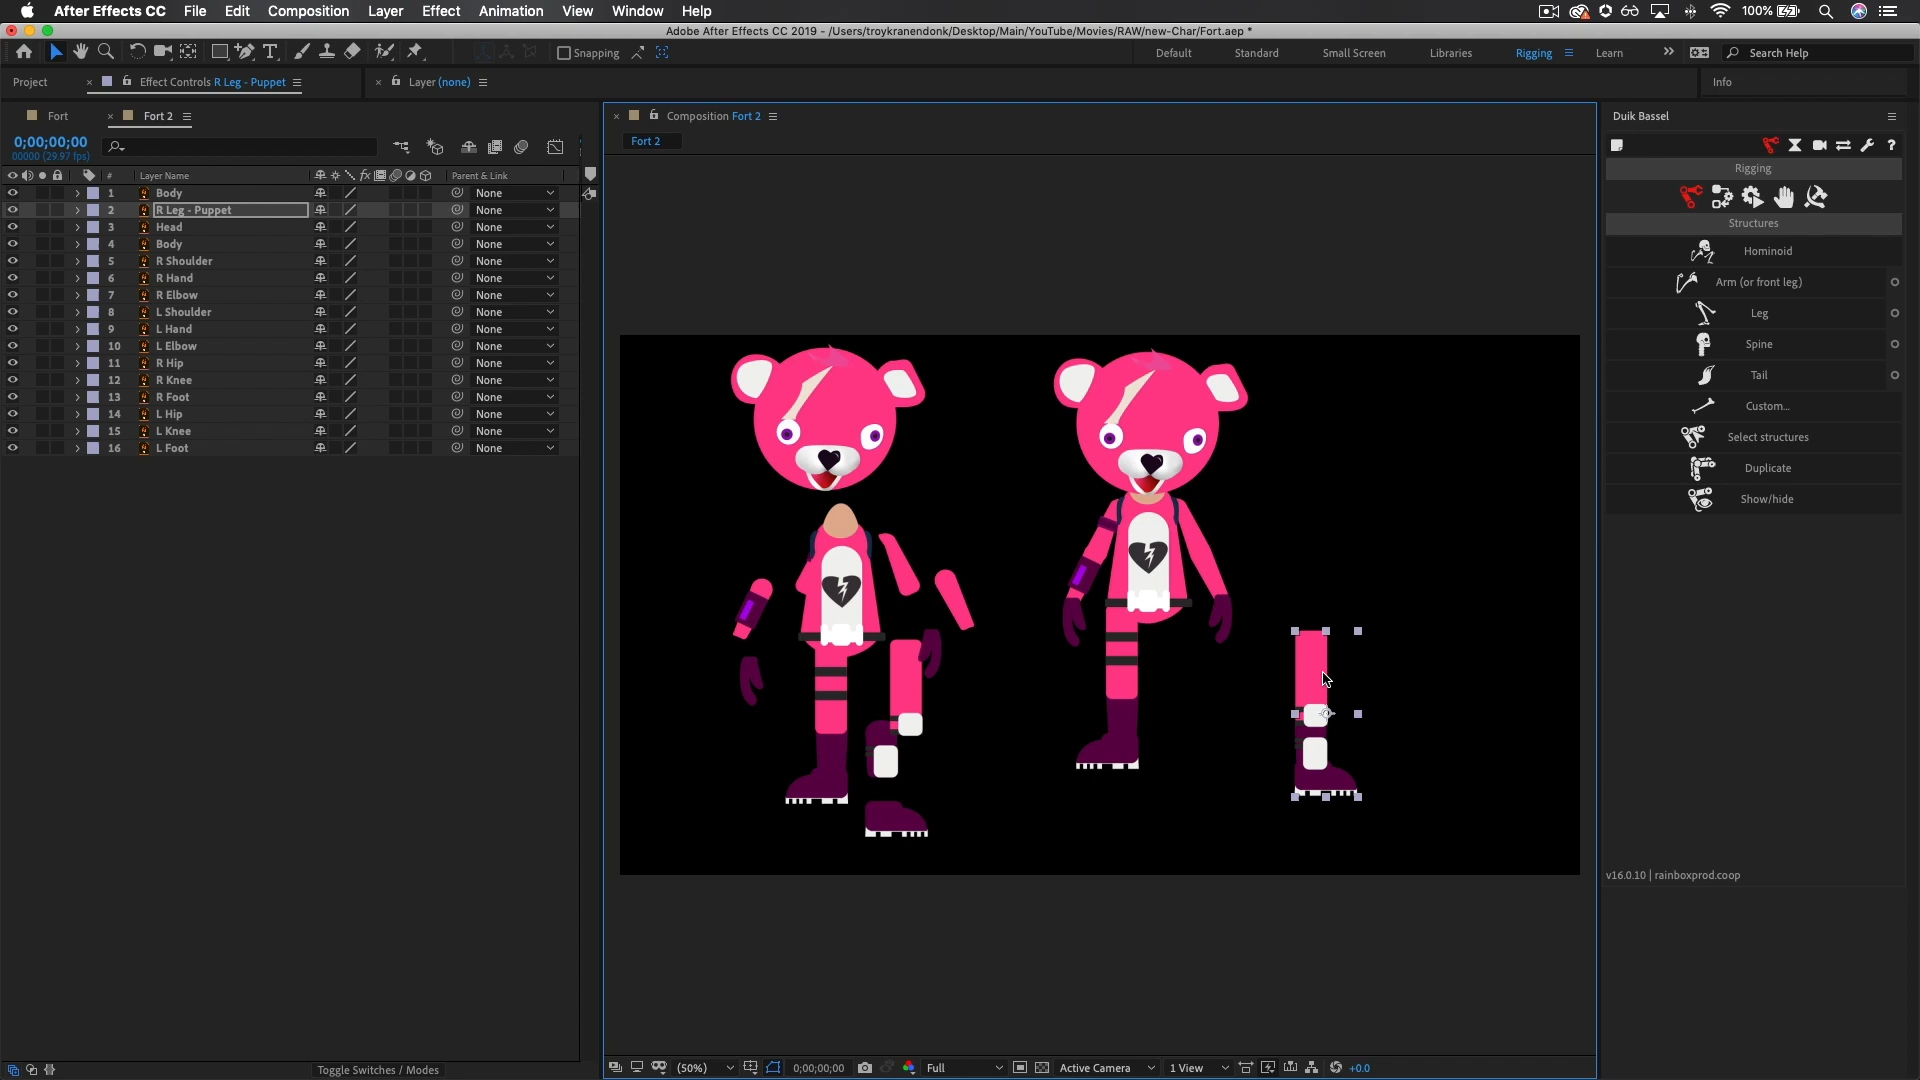 After Effects CC File Edit Composition Layer Effect Animation View Window Help 100%
Adobe After Effects CC 2019 - /Users/troykranendonk/Desktop/Main/YouTube/Movies/RAW/new-Char/Fort.aep *
Snapping Default Standard Small Screen Libraries Rigging Learn Search Help
Project Effect Controls R Leg - Puppet Layer (none) Info
Fort Fort 2 Composition Fort 2 Duik Bassel
0;00;00;00
00000 (29.97 fps)
Fort 2
# Layer Name fx Parent & Link
1 Body None
2 R Leg - Puppet None
3 Head None
4 Body None
5 R Shoulder None
6 R Hand None
7 R Elbow None
8 L Shoulder None
9 L Hand None
10 L Elbow None
11 R Hip None
12 R Knee None
13 R Foot None
14 L Hip None
15 L Knee None
16 L Foot None
?
Rigging
Structures
Hominoid
Arm (or front leg)
Leg
Spine
Tail
Custom...
Select structures
Duplicate
Show/hide
v16.0.10 | rainboxprod.coop
Toggle Switches / Modes
(50%) 0;00;00;00 Full Active Camera 1 View +0.0